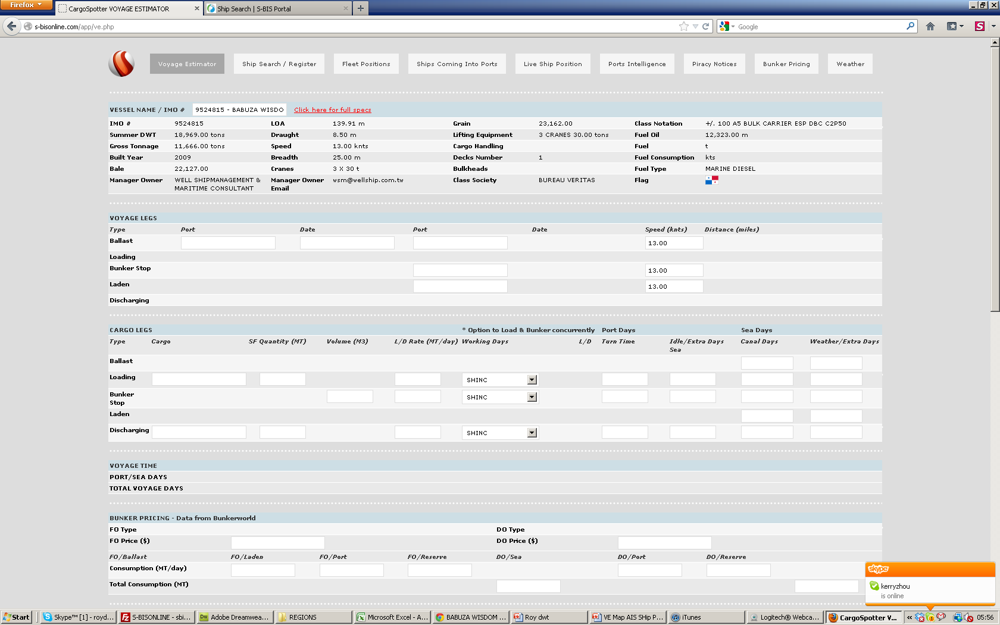 Firefox
CargoSpotter VOYAGE ESTIMATOR
Ship Search | S-BIS Portal
s-bisonline.com/app/ve.php
Google
Voyage Estimator
Ship Search / Register
Fleet Positions
Ships Coming Into Ports
Live Ship Position
Ports Intelligence
Piracy Notices
Bunker Pricing
Weather
VESSEL NAME / IMO # 9524815 - BABUZA WISDO Click here for full specs
IMO # 9524815 LOA 139.91 m Grain 23,162.00 Class Notation +/. 100 A5 BULK CARRIER ESP DBC C2P50
Summer DWT 18,969.00 tons Draught 8.50 m Lifting Equipment 3 CRANES 30.00 tons Fuel Oil 12,323.00 m
Gross Tonnage 11,666.00 tons Speed 13.00 knts Cargo Handling Fuel t
Built Year 2009 Breadth 25.00 m Decks Number 1 Fuel Consumption kts
Bale 22,127.00 Cranes 3 X 30 t Bulkheads Fuel Type MARINE DIESEL
Manager Owner WELL SHIPMANAGEMENT & Manager Owner wsm@wellship.com.tw Class Society BUREAU VERITAS Flag
MARITIME CONSULTANT Email
VOYAGE LEGS
Type Port Date Port Date Speed (knts) Distance (miles)
Ballast 13.00
Loading
Bunker Stop 13.00
Laden 13.00
Discharging
CARGO LEGS * Option to Load & Bunker concurrently Port Days Sea Days
Type Cargo SF Quantity (MT) Volume (M3) L/D Rate (MT/day) Working Days L/D Turn Time Idle/Extra Days Canal Days Weather/Extra Days
Sea
Ballast
Loading SHINC
Bunker SHINC
Stop
Laden
Discharging SHINC
VOYAGE TIME
PORT/SEA DAYS
TOTAL VOYAGE DAYS
BUNKER PRICING - Data from Bunkerworld
FO Type DO Type
FO Price ($) DO Price ($)
FO/Ballast FO/Laden FO/Port FO/Reserve DO/Sea DO/Port DO/Reserve
Consumption (MT/day)
Total Consumption (MT)
skype
kerryzhou
is online
Start
Skype™ [1] - royd...
S-BISONLINE - sbi...
Dw Adobe Dreamwea...
REGIONS
Microsoft Excel - A...
BABUZA WISDOM ...
Roy dwt
VE Map AIS SHip P...
iTunes
Logitech® Webca...
CargoSpotter V...
05:56